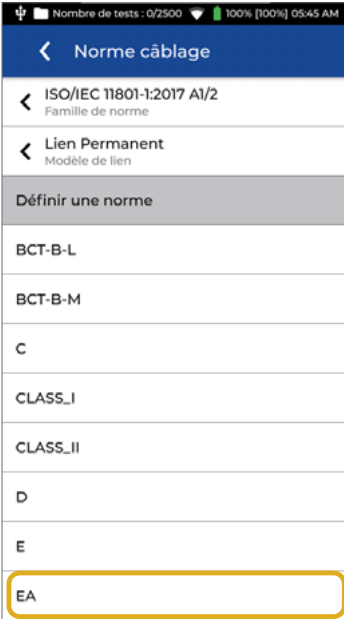 Nombre de tests : 0/2500 100% [100%] 05:45 AM
Norme câblage
ISO/IEC 11801-1:2017 A1/2
Famille de norme
Lien Permanent
Modèle de lien
Définir une norme
BCT-B-L
BCT-B-M
C
CLASS_I
CLASS_II
D
E
EA